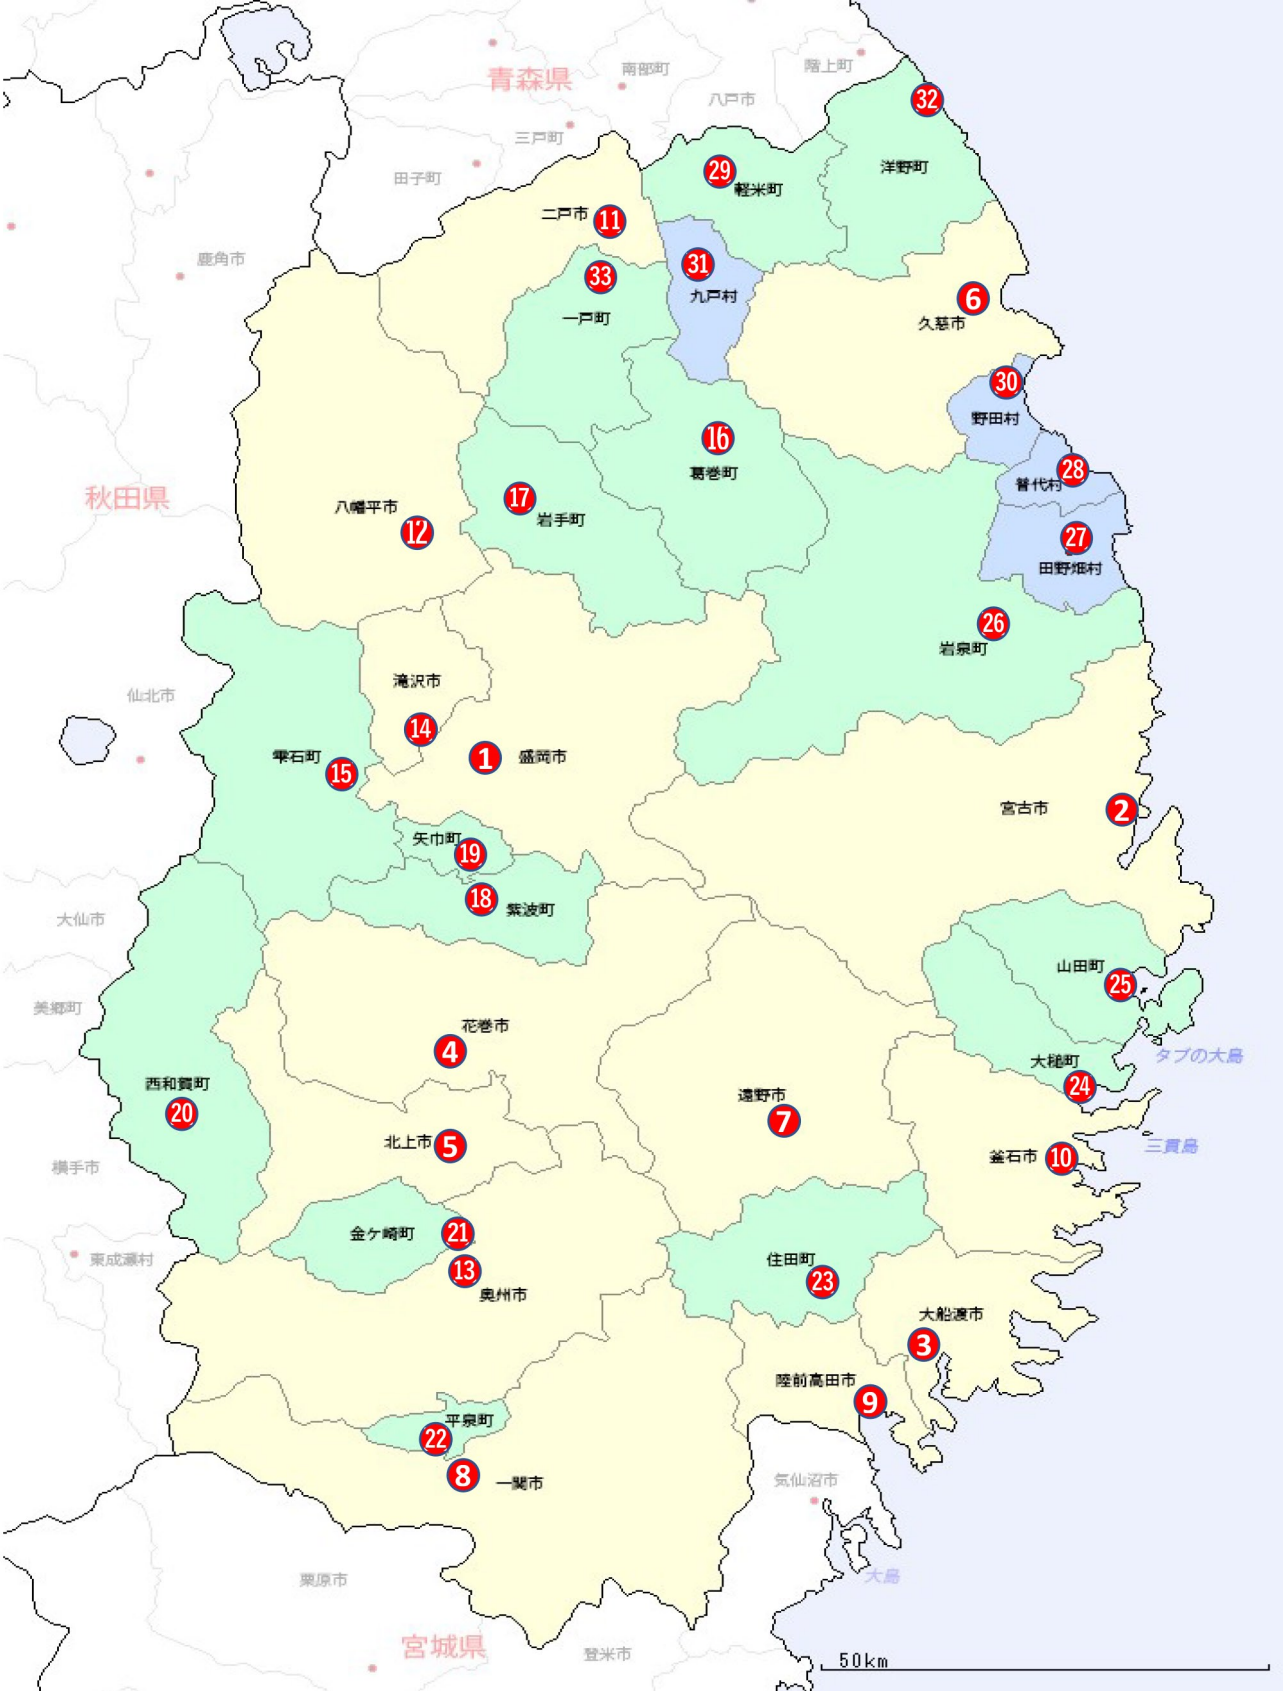 青森県
南部町
階上町
八戸市
32
三戸町
29
軽米町
洋野町
田子町
二戸市
11
鹿角市
31
33
九戸村
6
一戸町
久慈市
30
野田村
16
葛巻町
28
普代村
秋田県
17
岩手町
八幡平市
12
27
田野畑村
26
岩泉町
滝沢市
仙北市
14
1
盛岡市
雫石町
15
宮古市
2
矢巾町
19
18
紫波町
大仙市
山田町
25
美郷町
花巻市
4
タブの大島
大槌町
24
西和賀町
20
遠野市
7
北上市
5
三貫島
釜石市
10
横手市
金ケ崎町
21
東成瀬村
住田町
23
13
奥州市
大船渡市
3
陸前高田市
9
平泉町
22
8
一関市
気仙沼市
大島
栗原市
宮城県
登米市
50km